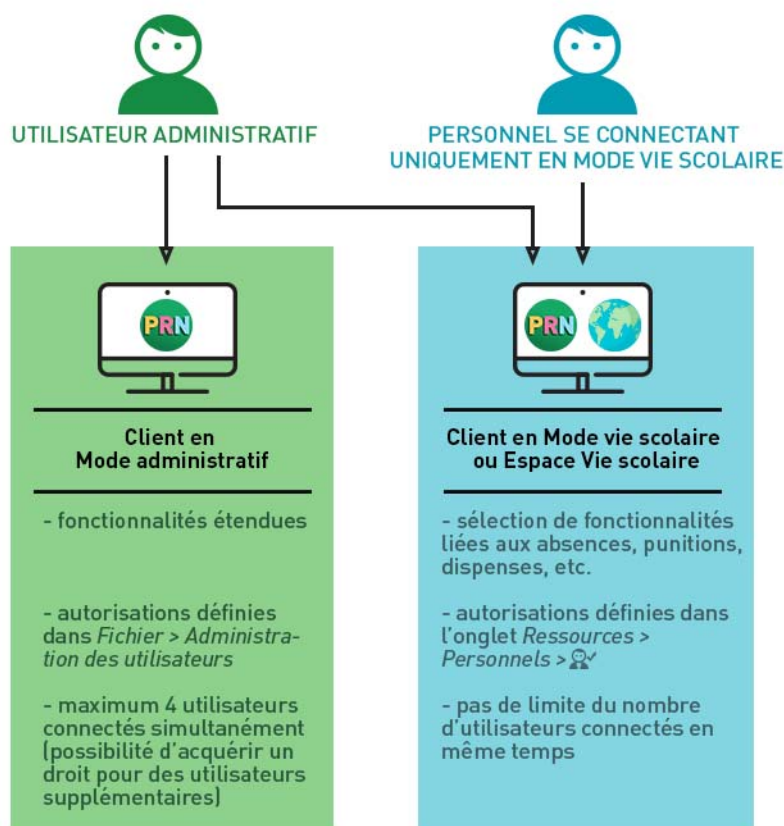 UTILISATEUR ADMINISTRATIF
PERSONNEL SE CONNECTANT
UNIQUEMENT EN MODE VIE SCOLAIRE
PRN
Client en
Mode administratif
- fonctionnalités étendues
- autorisations définies
dans Fichier > Administra-
tion des utilisateurs
- maximum 4 utilisateurs
connectés simultanément
(possibilité d'acquérir un
droit pour des utilisateurs
supplémentaires)
PRN
Client en Mode vie scolaire
ou Espace Vie scolaire
- sélection de fonctionnalités
liées aux absences, punitions,
dispenses, etc.
- autorisations définies dans
l'onglet Ressources >
Personnels >
- pas de limite du nombre
d'utilisateurs connectés en
même temps